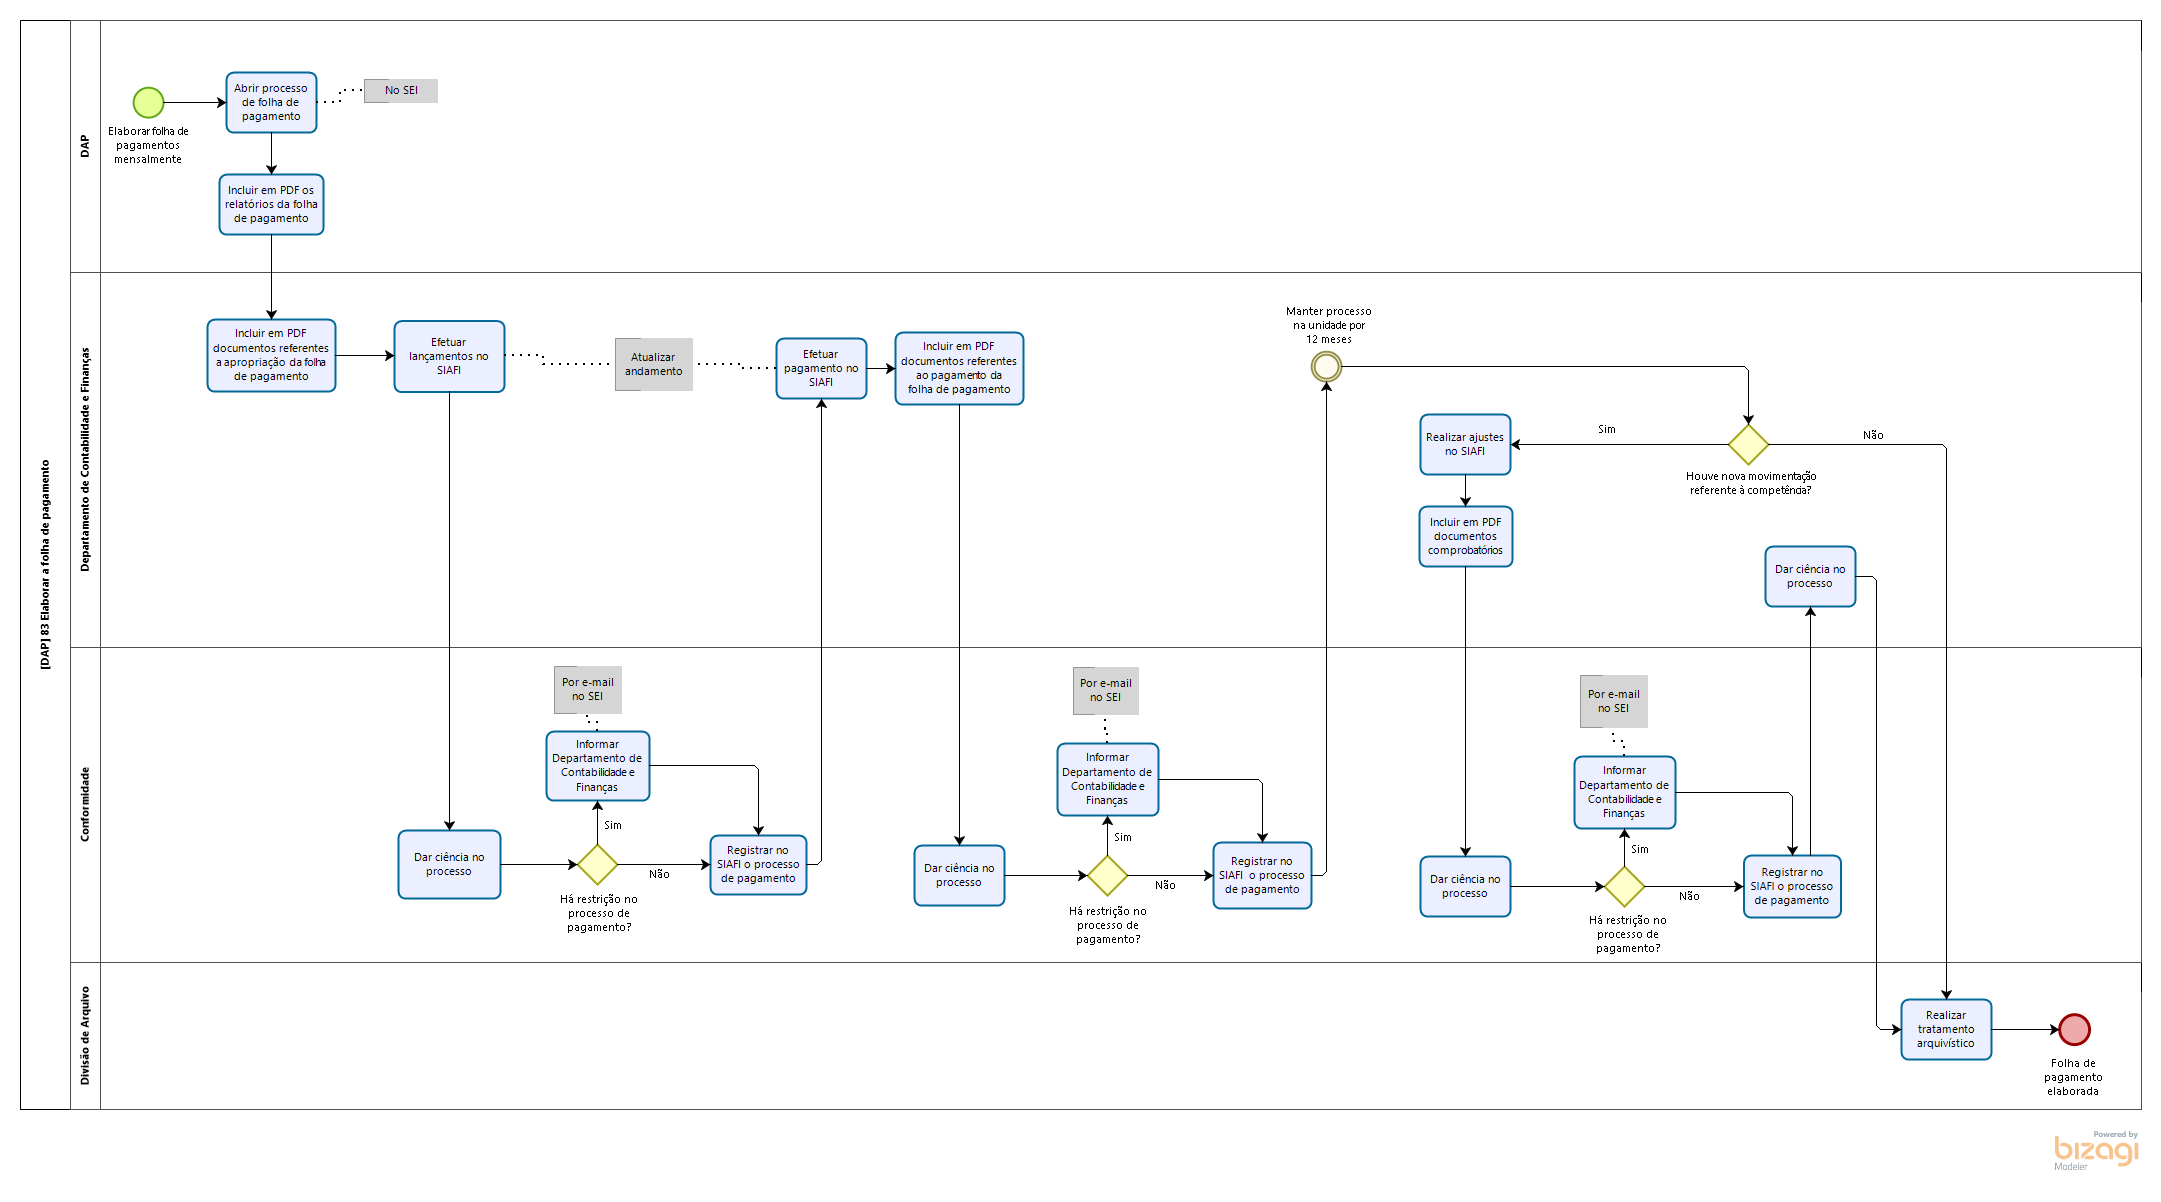 [DAP] 83 Elaborar a folha de pagamento
DAP
Elaborar folha de
pagamentos
mensalmente
Abrir processo
de folha de
pagamento
No SEI
Incluir em PDF os
relatórios da folha
de pagamento
Departamento de Contabilidade e Finanças
Incluir em PDF
documentos referentes
a apropriação da folha
de pagamento
Efetuar
lançamentos no
SIAFI
Atualizar
andamento
Efetuar
pagamento no
SIAFI
Incluir em PDF
documentos referentes
ao pagamento da
folha de pagamento
Manter processo
na unidade por
12 meses
Realizar ajustes
no SIAFI
Sim
Houve nova movimentação
referente à competência?
Não
Incluir em PDF
documentos
comprobatórios
Dar ciência no
processo
Conformidade
Dar ciência no
processo
Por e-mail
no SEI
Informar
Departamento de
Contabilidade e
Finanças
Sim
Há restrição no
processo de
pagamento?
Não
Registrar no
SIAFI o processo
de pagamento
Dar ciência no
processo
Por e-mail
no SEI
Informar
Departamento de
Contabilidade e
Finanças
Sim
Há restrição no
processo de
pagamento?
Não
Registrar no
SIAFI o processo
de pagamento
Dar ciência no
processo
Por e-mail
no SEI
Informar
Departamento de
Contabilidade e
Finanças
Sim
Há restrição no
processo de
pagamento?
Não
Registrar no
SIAFI o processo
de pagamento
Divisão de Arquivo
Realizar
tratamento
arquivístico
Folha de
pagamento
elaborada
Powered by
bizagi
Modeler